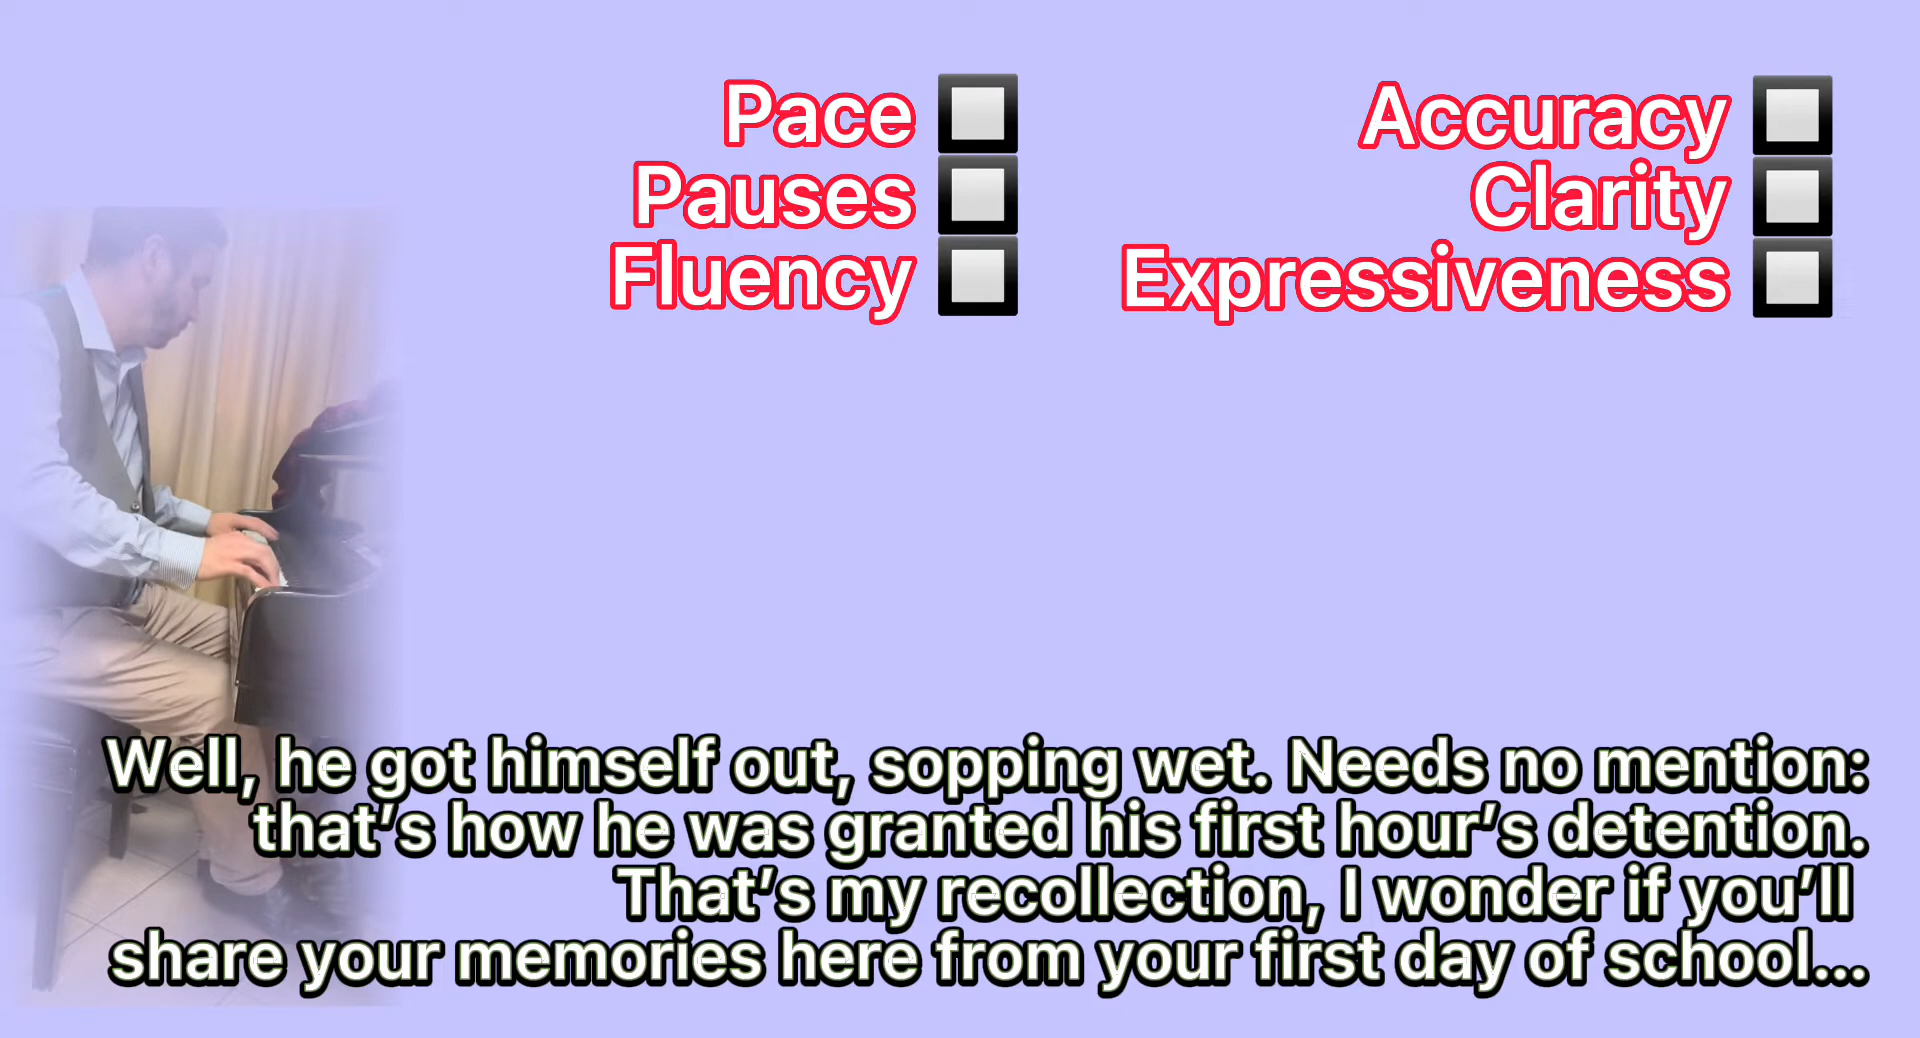 Pace
Pauses
Fluency
Accuracy
Clarity
Expressiveness
Well, he got himself out, sopping wet. Needs no mention:
that’s how he was granted his first hour’s detention.
That’s my recollection, I wonder if you’ll
share your memories here from your first day of school...